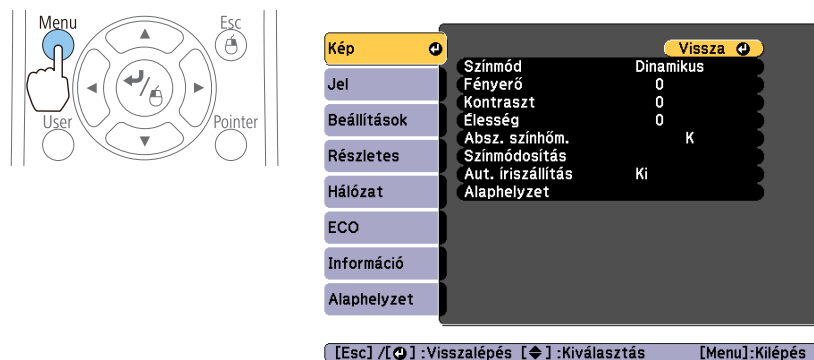 Menu
Esc
User
Pointer
Kép
Jel
Beállítások
Részletes
Hálózat
ECO
Információ
Alaphelyzet
Vissza
Színmód Dinamikus
Fényerő 0
Kontraszt 0
Élesség 0
Absz. színhőm. K
Színmódosítás
Aut. íriszállítás Ki
Alaphelyzet
[Esc] /[ ] :Visszalépés [ ] :Kiválasztás [Menu]:Kilépés